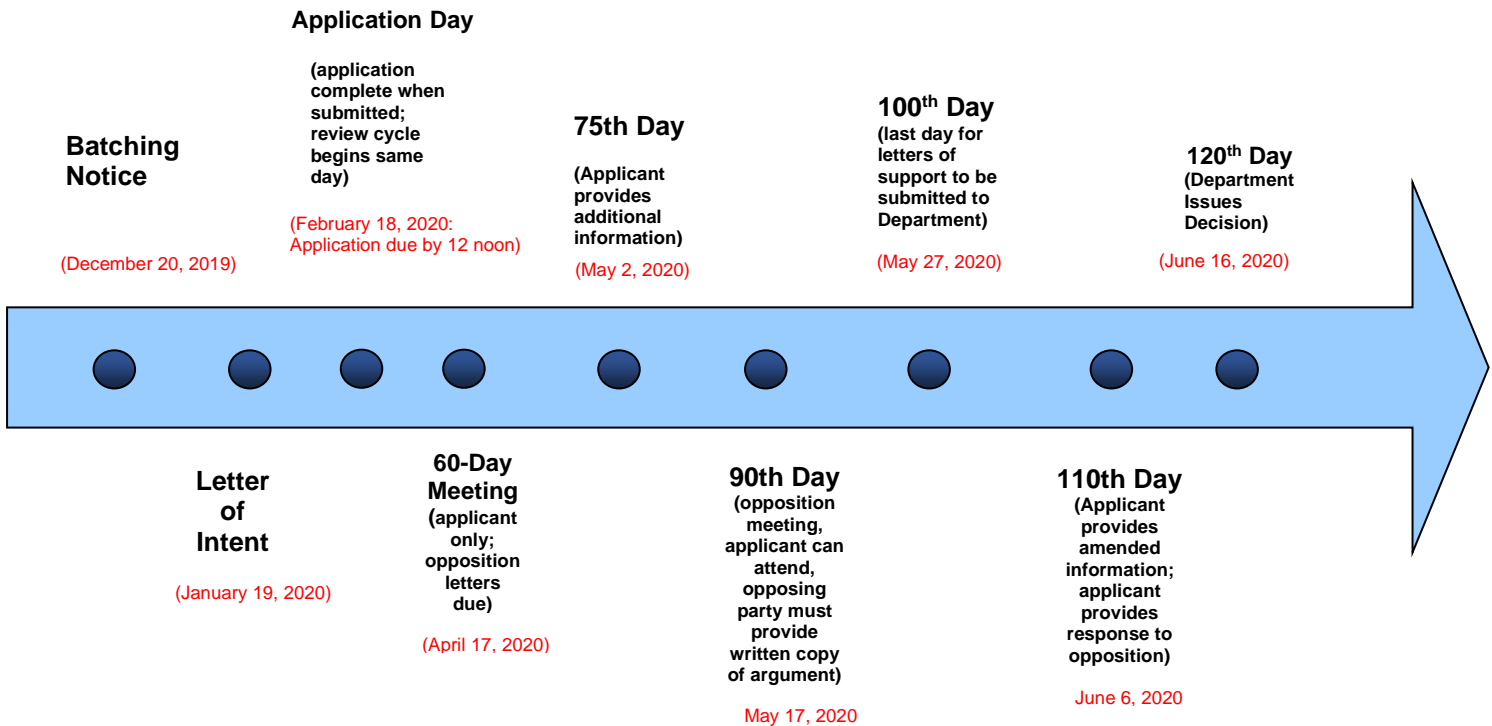 Batching
Notice
(December 20, 2019)
Application Day
(application
complete when
submitted;
review cycle
begins same
day)
(February 18, 2020:
Application due by 12 noon)
75th Day
(Applicant
provides
additional
information)
(May 2, 2020)
100th Day
(last day for
letters of
support to be
submitted to
Department)
(May 27, 2020)
120th Day
(Department
Issues
Decision)
(June 16, 2020)
Letter
of
Intent
(January 19, 2020)
60-Day
Meeting
(applicant
only;
opposition
letters
due)
(April 17, 2020)
90th Day
(opposition
meeting,
applicant can
attend,
opposing
party must
provide
written copy
of argument)
May 17, 2020
110th Day
(Applicant
provides
amended
information;
applicant
provides
response to
opposition)
June 6, 2020